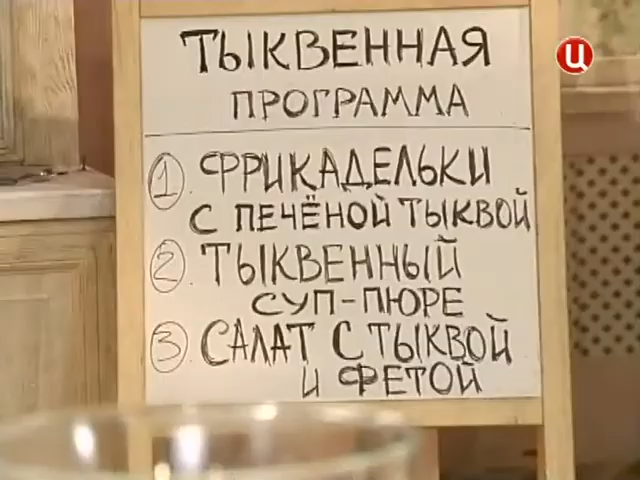 ТЫКВЕННАЯ
ПРОГРАММА
1 ФРИКАДЕЛЬКИ
С ПЕЧЁНОЙ ТЫКВОЙ
2 ТЫКВЕННЫЙ
СУП-ПЮРЕ
3 САЛАТ С ТЫКВОЙ
И ФЕТОЙ
Ц